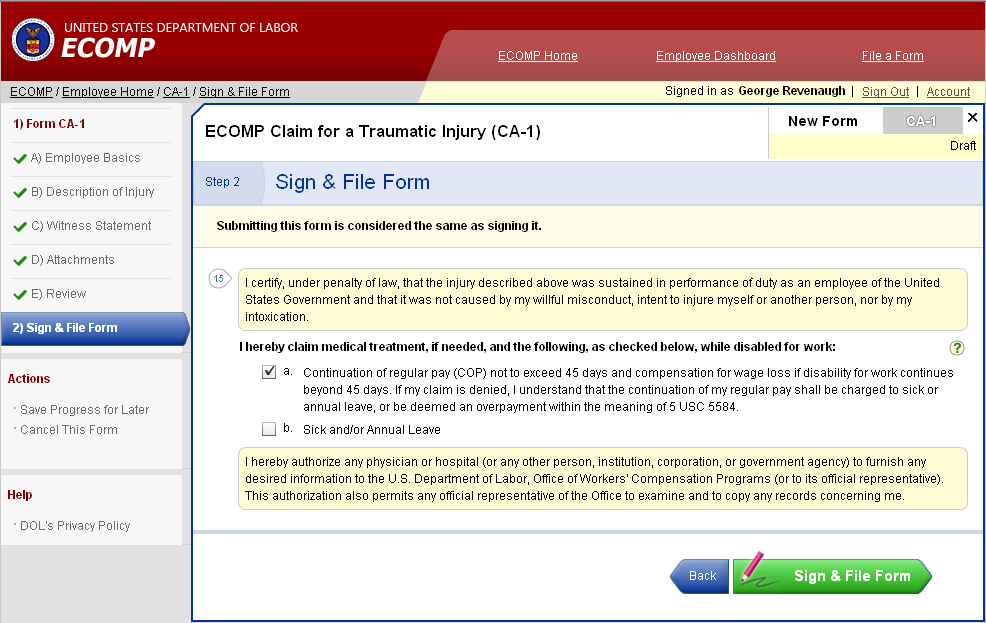 UNITED STATES DEPARTMENT OF LABOR
ECOMP
ECOMP Home
Employee Dashboard
File a Form
ECOMP / Employee Home / CA-1 / Sign & File Form
Signed in as George Revenaugh | Sign Out | Account
1) Form CA-1
A) Employee Basics
B) Description of Injury
C) Witness Statement
D) Attachments
E) Review
2) Sign & File Form
Actions
Save Progress for Later
Cancel This Form
Help
DOL's Privacy Policy
ECOMP Claim for a Traumatic Injury (CA-1)
New Form
CA-1
Draft
Step 2
Sign & File Form
Submitting this form is considered the same as signing it.
15
I certify, under penalty of law, that the injury described above was sustained in performance of duty as an employee of the United
States Government and that it was not caused by my willful misconduct, intent to injure myself or another person, nor by my
intoxication.
I hereby claim medical treatment, if needed, and the following, as checked below, while disabled for work:
?
a. Continuation of regular pay (COP) not to exceed 45 days and compensation for wage loss if disability for work continues
beyond 45 days. If my claim is denied, I understand that the continuation of my regular pay shall be charged to sick or
annual leave, or be deemed an overpayment within the meaning of 5 USC 5584.
b. Sick and/or Annual Leave
I hereby authorize any physician or hospital (or any other person, institution, corporation, or government agency) to furnish any
desired information to the U.S. Department of Labor, Office of Workers' Compensation Programs (or to its official representative).
This authorization also permits any official representative of the Office to examine and to copy any records concerning me.
Back
Sign & File Form